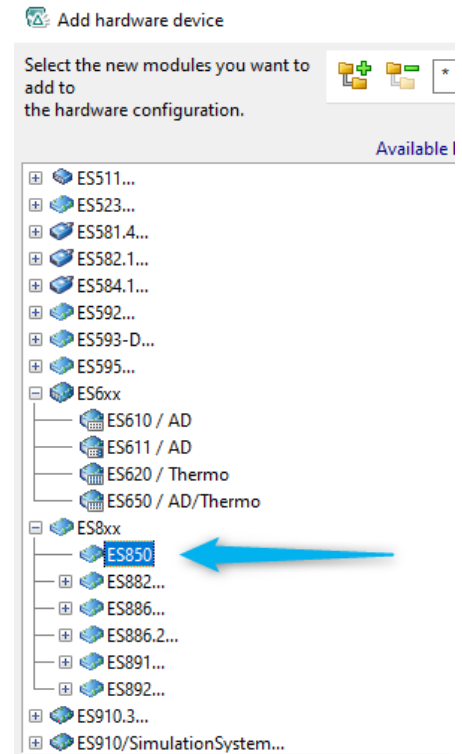 Add hardware device
Select the new modules you want to
add to
the hardware configuration.
*
Available
ES511...
ES523...
ES581.4...
ES582.1...
ES584.1...
ES592...
ES593-D...
ES595...
ES6xx
ES610 / AD
ES611 / AD
ES620 / Thermo
ES650 / AD/Thermo
ES8xx
ES850
ES882...
ES886...
ES886.2...
ES891...
ES892...
ES910.3...
ES910/SimulationSystem...